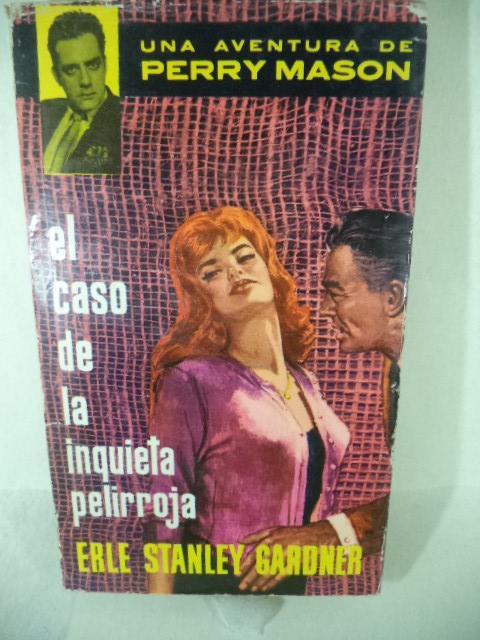 UNA AVENTURA DE
PERRY MASON
el
caso
de
la
inquieta
pelirroja
ERLE STANLEY GARDNER